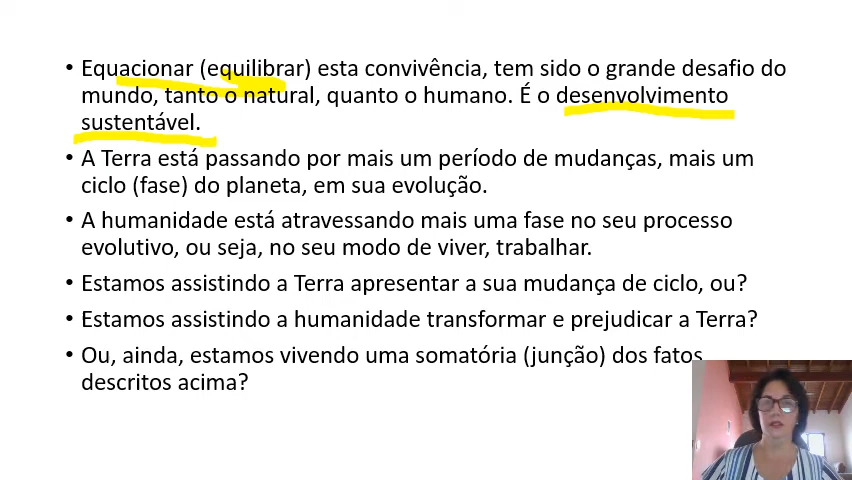 • Equacionar (equilibrar) esta convivência, tem sido o grande desafio do
mundo, tanto o natural, quanto o humano. É o desenvolvimento
sustentável.
• A Terra está passando por mais um período de mudanças, mais um
ciclo (fase) do planeta, em sua evolução.
• A humanidade está atravessando mais uma fase no seu processo
evolutivo, ou seja, no seu modo de viver, trabalhar.
• Estamos assistindo a Terra apresentar a sua mudança de ciclo, ou?
• Estamos assistindo a humanidade transformar e prejudicar a Terra?
• Ou, ainda, estamos vivendo uma somatória (junção) dos fatos
descritos acima?